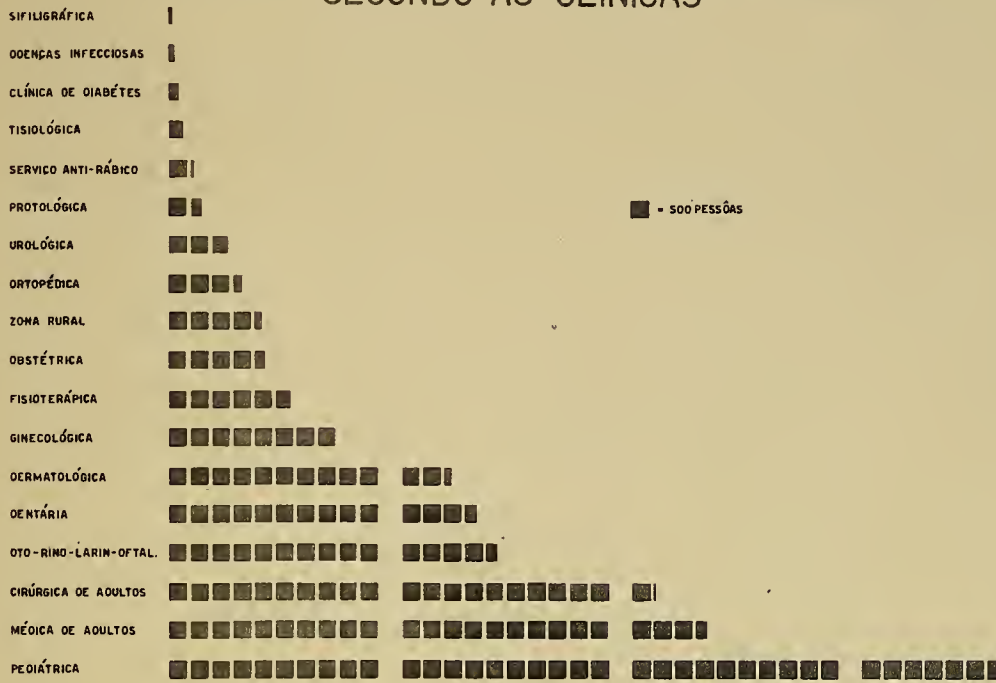 SEGUNDO AS CLÍNICAS
SIFILIGRÁFICA
DOENÇAS INFECCIOSAS
CLÍNICA DE DIABÉTES
TISIOLÓGICA
SERVIÇO ANTI-RÁBICO
PROTOLÓGICA
= 500 PESSÔAS
UROLÓGICA
ORTOPÉDICA
ZONA RURAL
OBSTÉTRICA
FISIOTERÁPICA
GINECOLÓGICA
DERMATOLÓGICA
DENTÁRIA
OTO-RINO-LARIN-OFTAL.
CIRÚRGICA DE ADULTOS
MÉDICA DE ADULTOS
PEDIÁTRICA